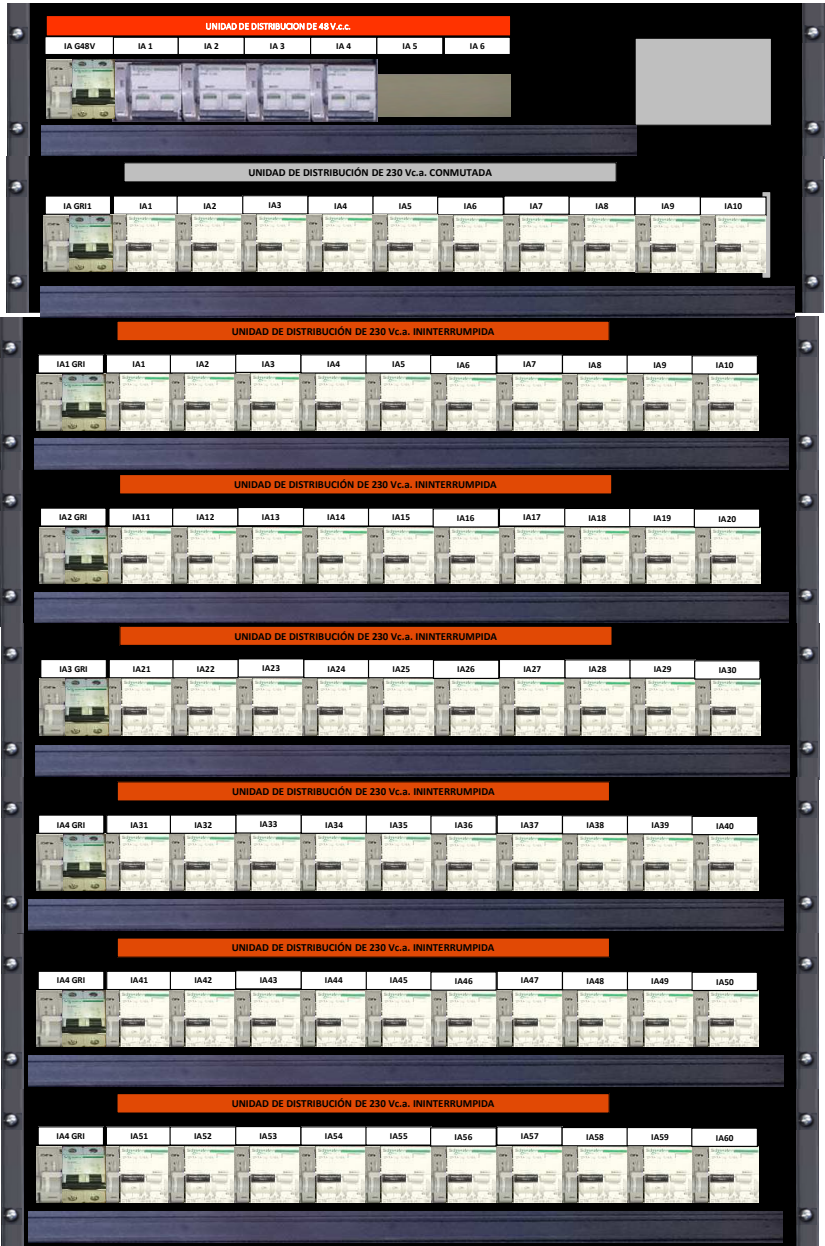 UNIDAD DE DISTRIBUCION DE 48 V.c.c.
IA G48V IA 1 IA 2 IA 3 IA 4 IA 5 IA 6
UNIDAD DE DISTRIBUCIÓN DE 230 Vc.a. CONMUTADA
IA GRI1 IA1 IA2 IA3 IA4 IA5 IA6 IA7 IA8 IA9 IA10
UNIDAD DE DISTRIBUCIÓN DE 230 Vc.a. ININTERRUMPIDA
IA1 GRI IA1 IA2 IA3 IA4 IA5 IA6 IA7 IA8 IA9 IA10
UNIDAD DE DISTRIBUCIÓN DE 230 Vc.a. ININTERRUMPIDA
IA2 GRI IA11 IA12 IA13 IA14 IA15 IA16 IA17 IA18 IA19 IA20
UNIDAD DE DISTRIBUCIÓN DE 230 Vc.a. ININTERRUMPIDA
IA3 GRI IA21 IA22 IA23 IA24 IA25 IA26 IA27 IA28 IA29 IA30
UNIDAD DE DISTRIBUCIÓN DE 230 Vc.a. ININTERRUMPIDA
IA4 GRI IA31 IA32 IA33 IA34 IA35 IA36 IA37 IA38 IA39 IA40
UNIDAD DE DISTRIBUCIÓN DE 230 Vc.a. ININTERRUMPIDA
IA4 GRI IA41 IA42 IA43 IA44 IA45 IA46 IA47 IA48 IA49 IA50
UNIDAD DE DISTRIBUCIÓN DE 230 Vc.a. ININTERRUMPIDA
IA4 GRI IA51 IA52 IA53 IA54 IA55 IA56 IA57 IA58 IA59 IA60